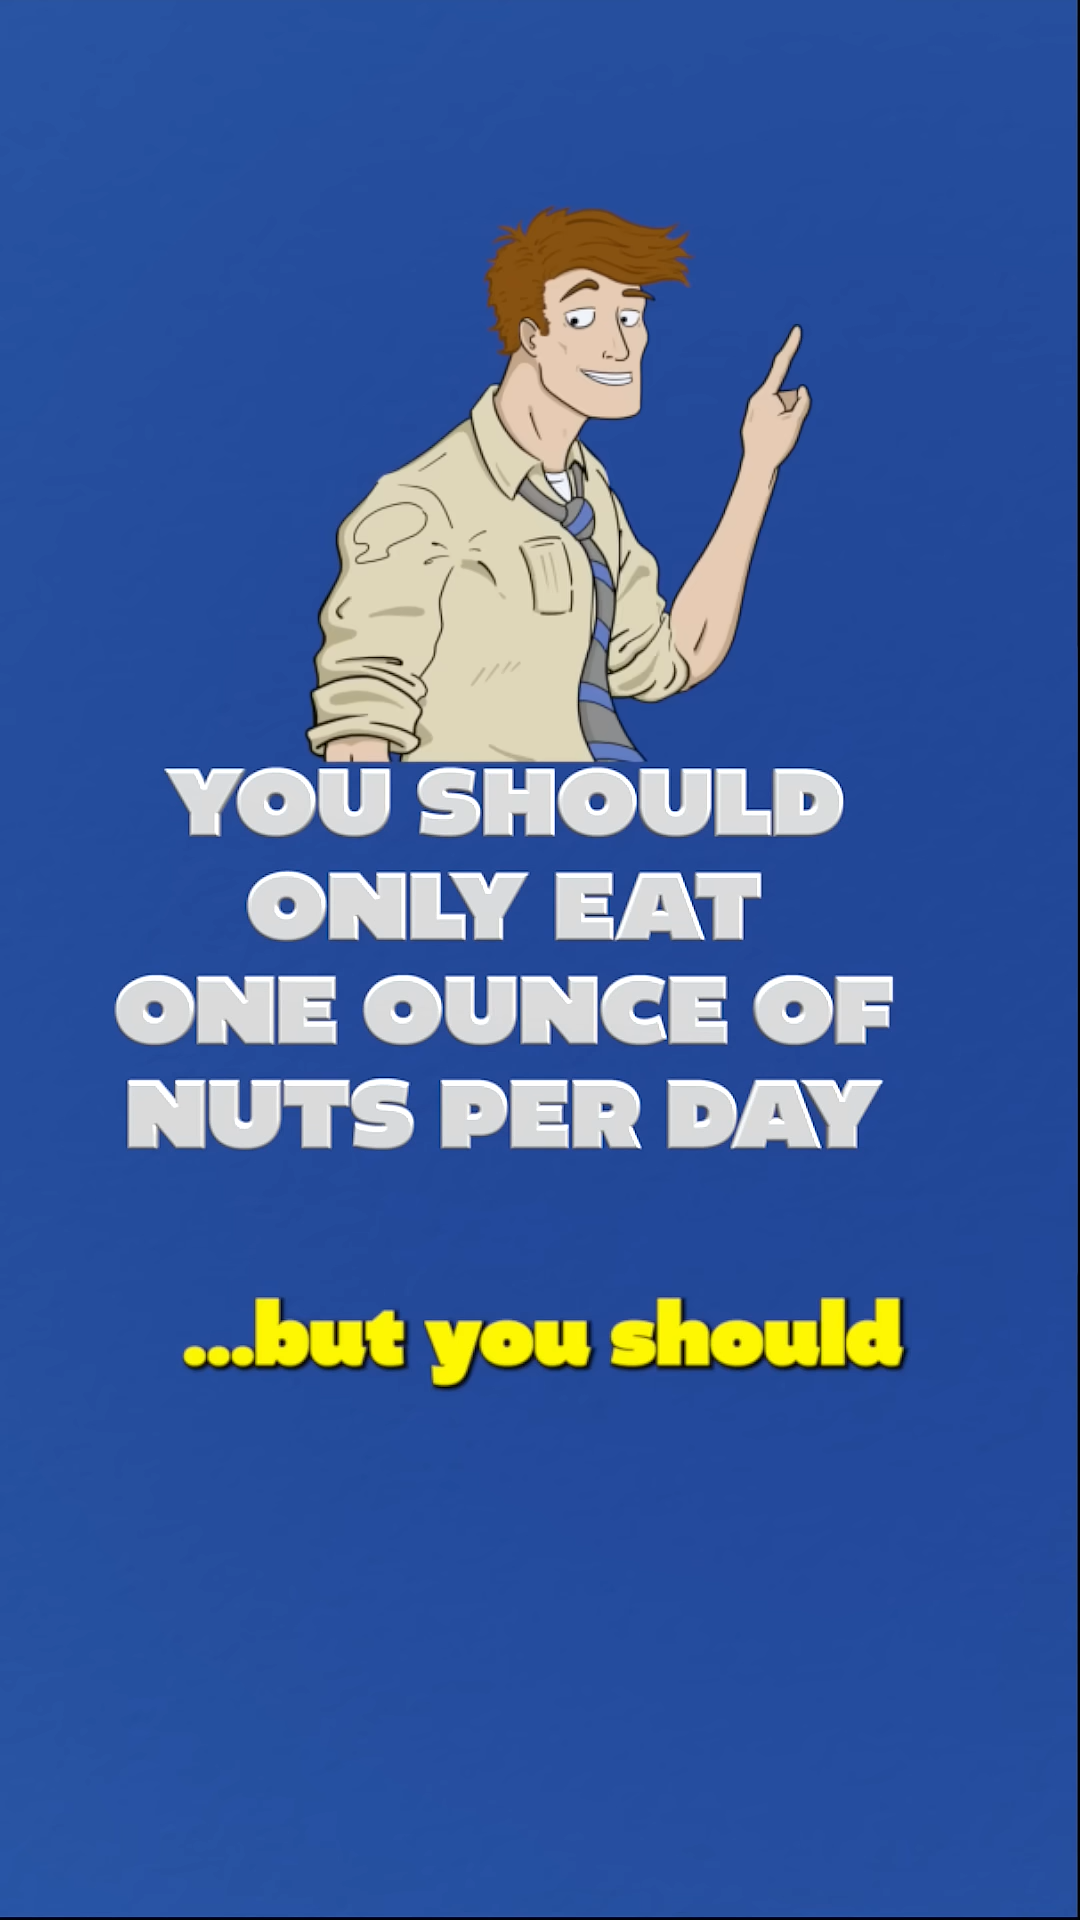 YOU SHOULD
ONLY EAT
ONE OUNCE OF
NUTS PER DAY
...but you should